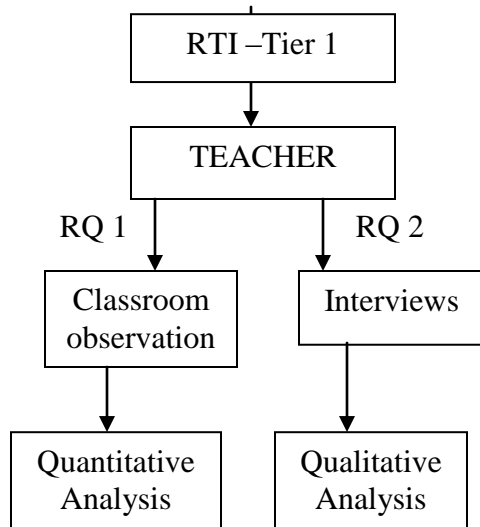 RTI –Tier 1
TEACHER
RQ 1
RQ 2
Classroom
observation
Interviews
Quantitative
Analysis
Qualitative
Analysis